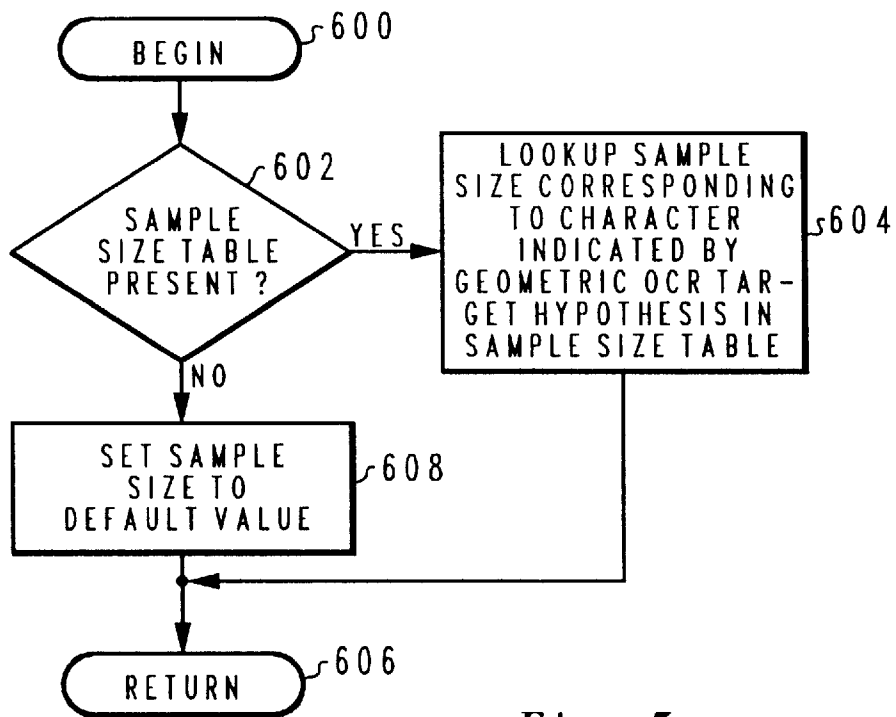 BEGIN
600
602
SAMPLE
SIZE TABLE
PRESENT ?
YES
LOOKUP SAMPLE
SIZE CORRESPONDING
TO CHARACTER
INDICATED BY
GEOMETRIC OCR TAR-
GET HYPOTHESIS IN
SAMPLE SIZE TABLE
604
NO
SET SAMPLE
SIZE TO
DEFAULT VALUE
608
RETURN
606